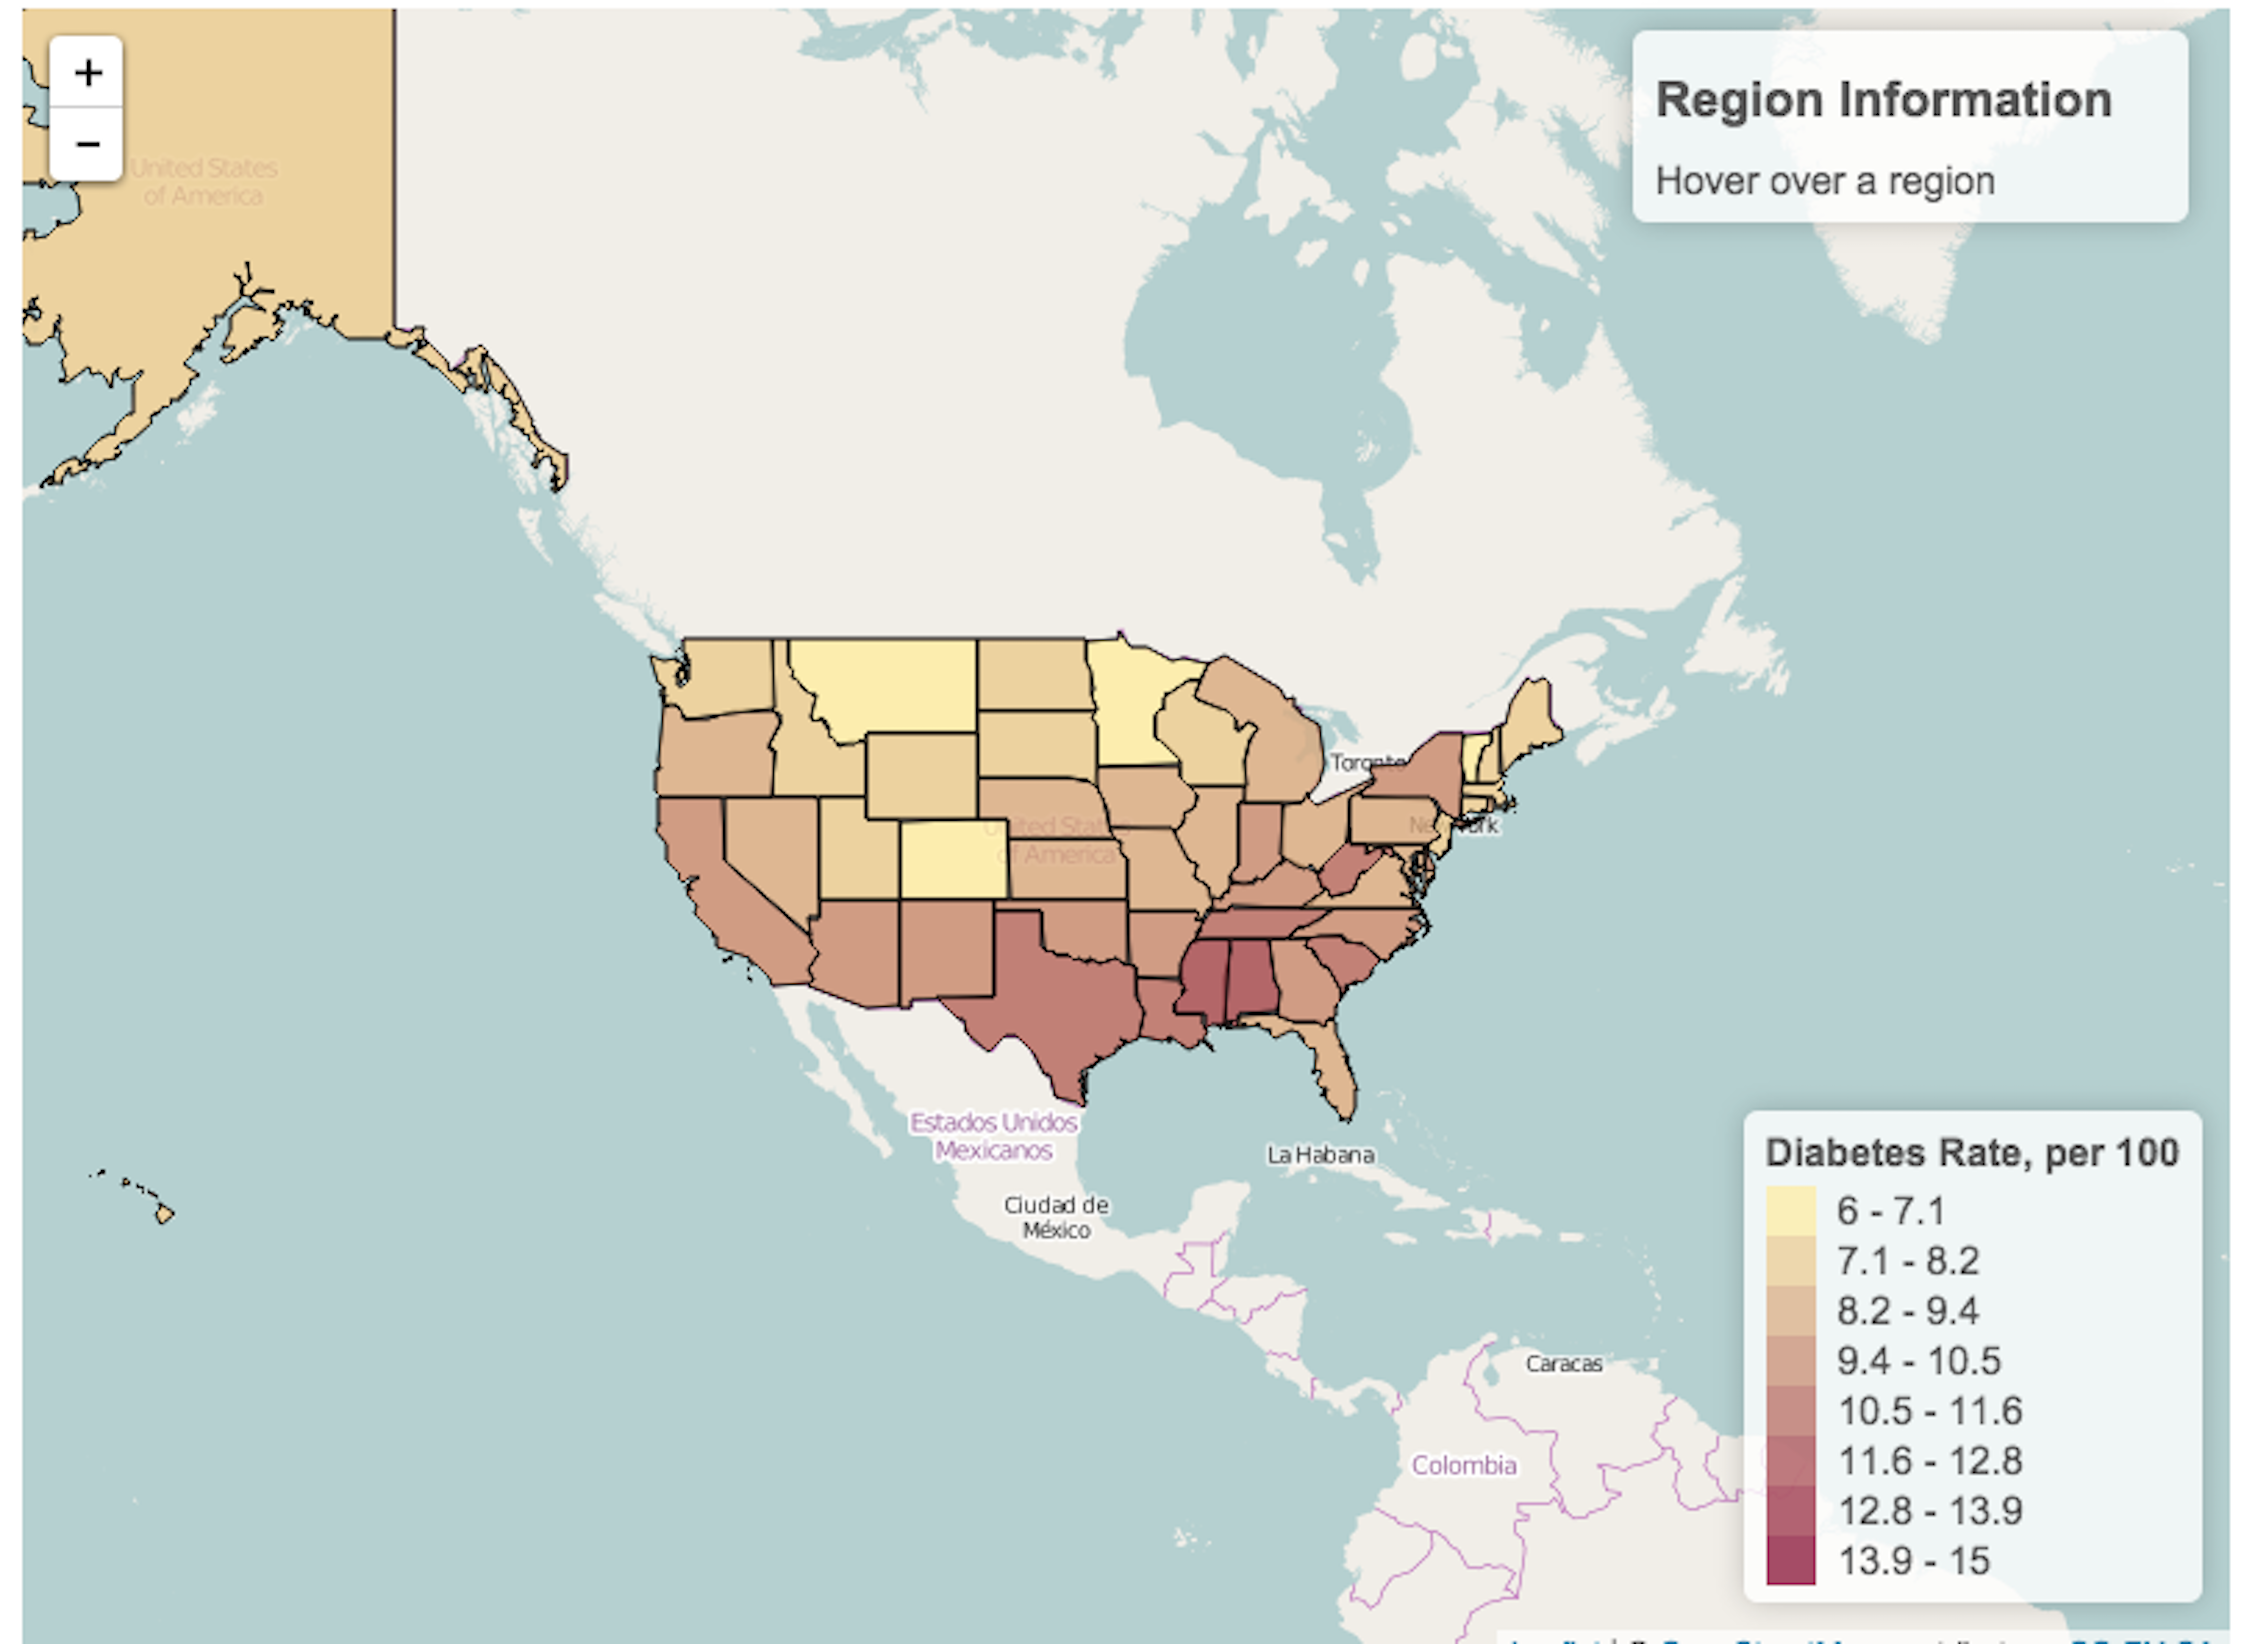 +
−
United States
of America
Region Information
Hover over a region
Toronto
New York
United States
of America
Estados Unidos
Mexicanos
La Habana
Ciudad de
México
Caracas
Colombia
Diabetes Rate, per 100
6 - 7.1
7.1 - 8.2
8.2 - 9.4
9.4 - 10.5
10.5 - 11.6
11.6 - 12.8
12.8 - 13.9
13.9 - 15